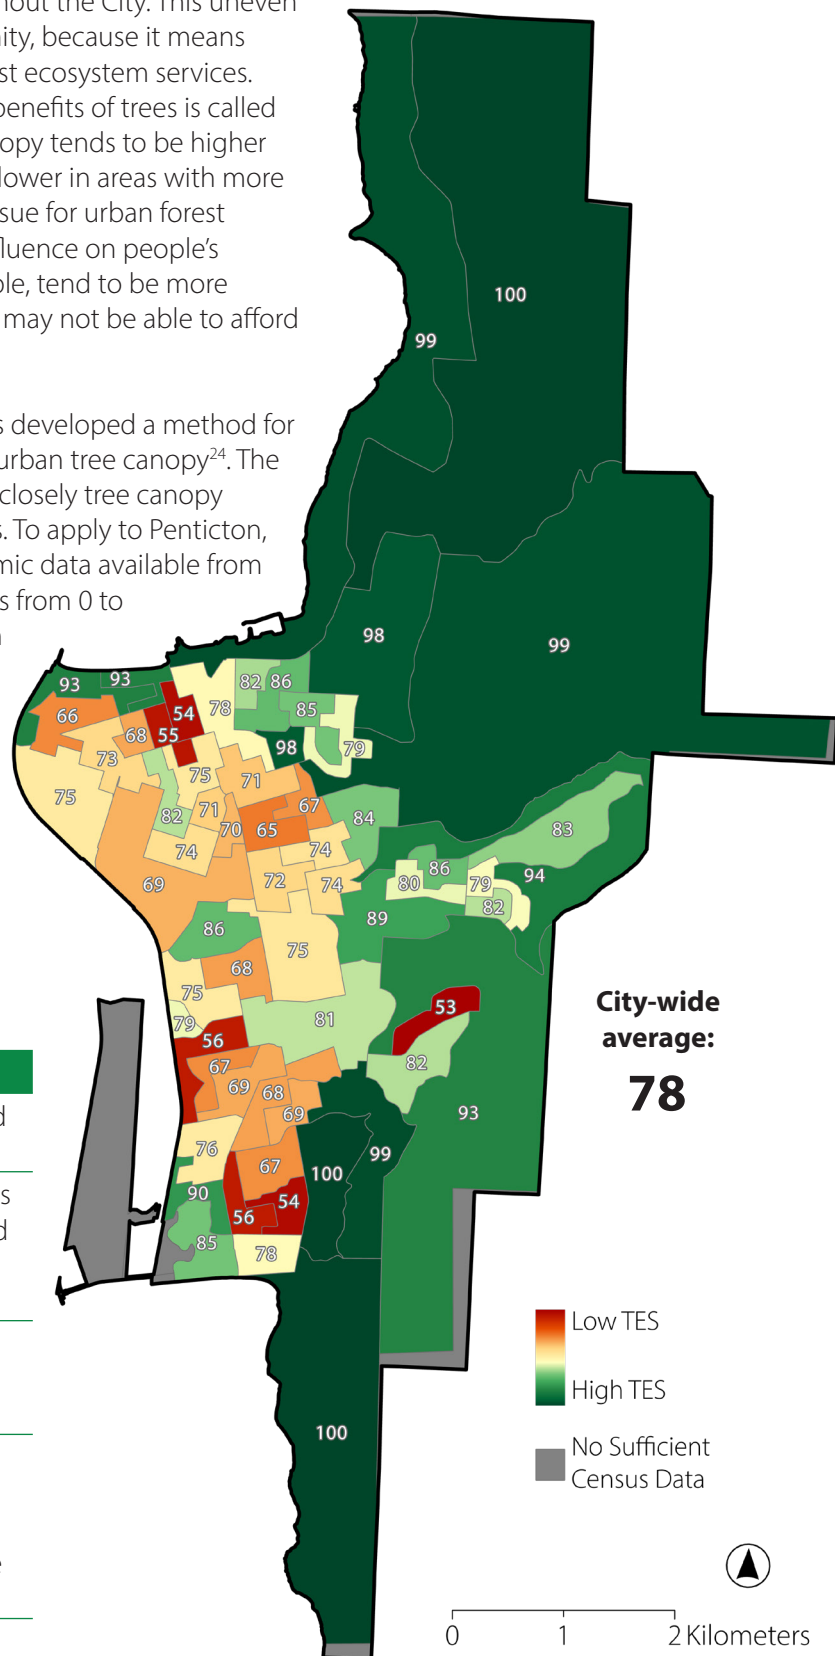 out the City. This uneven
ity, because it means
st ecosystem services.
benefits of trees is called
opy tends to be higher
lower in areas with more
sue for urban forest
fluence on people’s
ple, tend to be more
may not be able to afford
s developed a method for
urban tree canopy24. The
closely tree canopy
s. To apply to Penticton,
mic data available from
s from 0 to
100
99
98
99
93
93
66
68
54
55
78
82
86
85
98
79
73
75
75
82
71
71
70
65
67
74
74
72
74
84
69
86
75
68
75
79
89
80
86
79
82
94
83
81
53
82
93
56
67
69
68
69
76
67
90
85
56
54
78
100
99
100
City-wide
average:
78
d
s
d
Low TES
High TES
No Sufficient
Census Data
0 1 2 Kilometers